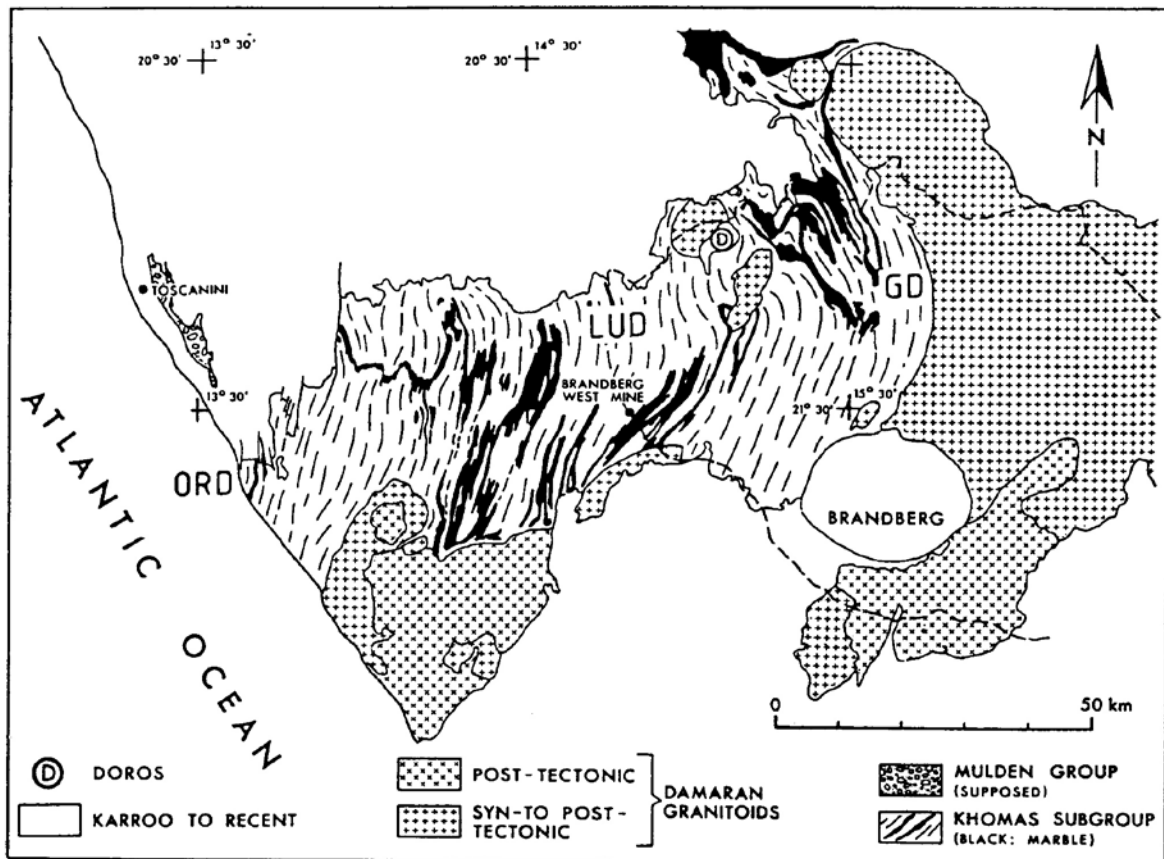 13° 30'
20° 30'
14° 30'
20° 30'
N
TOSCANINI
D
GD
LUD
BRANDBERG
WEST MINE
13° 30'
15° 30'
21° 30'
ORD
BRANDBERG
ATLANTIC OCEAN
0 50 km
D DOROS
KARROO TO RECENT
POST-TECTONIC
SYN-TO POST-
TECTONIC
DAMARAN
GRANITOIDS
MULDEN GROUP
(SUPPOSED)
KHOMAS SUBGROUP
(BLACK: MARBLE)